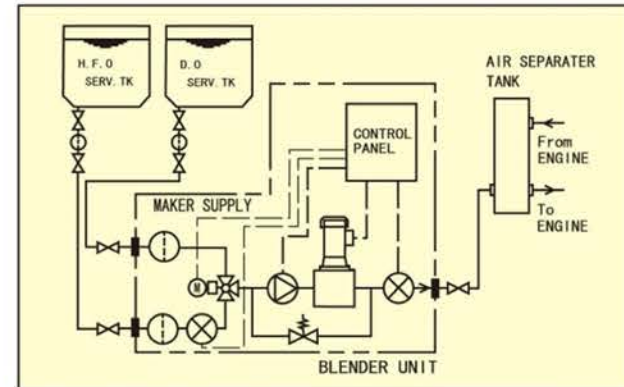 H.F.O
SERV.TK
D.O
SERV.TK
AIR SEPARATER
TANK
CONTROL
PANEL
From
ENGINE
MAKER SUPPLY
To
ENGINE
M
BLENDER UNIT